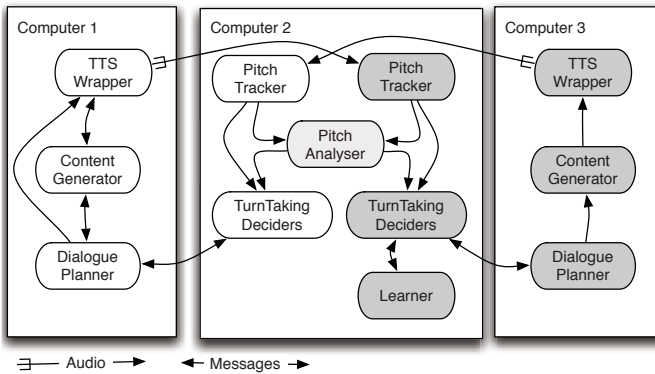 Computer 1
TTS
Wrapper
Content
Generator
Dialogue
Planner
Computer 2
Pitch
Tracker
Pitch
Tracker
Pitch
Analyser
TurnTaking
Deciders
TurnTaking
Deciders
Learner
Computer 3
TTS
Wrapper
Content
Generator
Dialogue
Planner
Audio
Messages